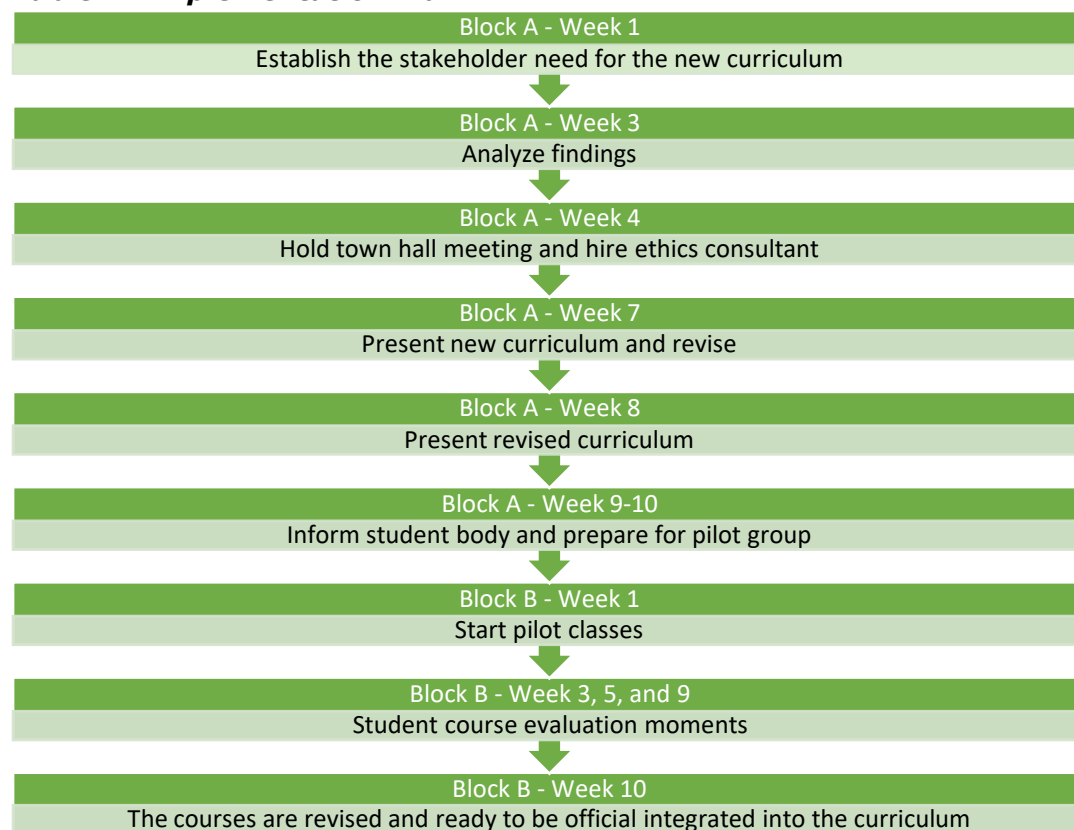 Block A - Week 1
Establish the stakeholder need for the new curriculum
Block A - Week 3
Analyze findings
Block A - Week 4
Hold town hall meeting and hire ethics consultant
Block A - Week 7
Present new curriculum and revise
Block A - Week 8
Present revised curriculum
Block A - Week 9-10
Inform student body and prepare for pilot group
Block B - Week 1
Start pilot classes
Block B - Week 3, 5, and 9
Student course evaluation moments
Block B - Week 10
The courses are revised and ready to be official integrated into the curriculum